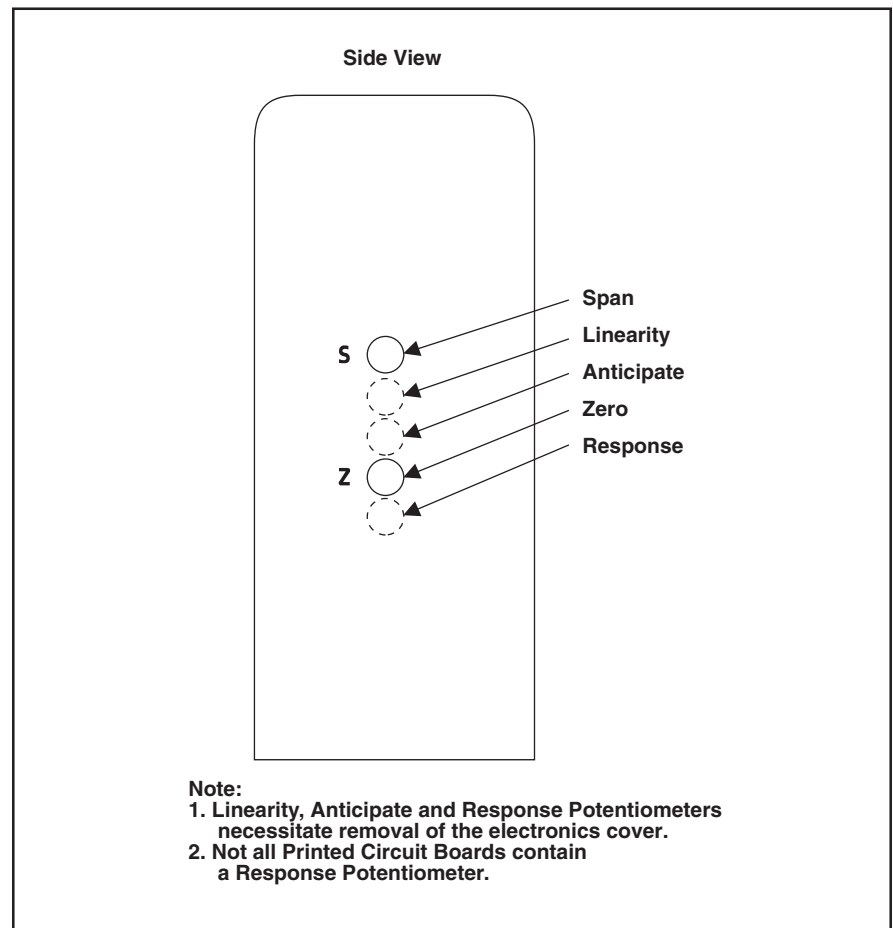 Side View
Span
Linearity
S
Anticipate
Zero
Response
Z
Note:
1. Linearity, Anticipate and Response Potentiometers
necessitate removal of the electronics cover.
2. Not all Printed Circuit Boards contain
a Response Potentiometer.